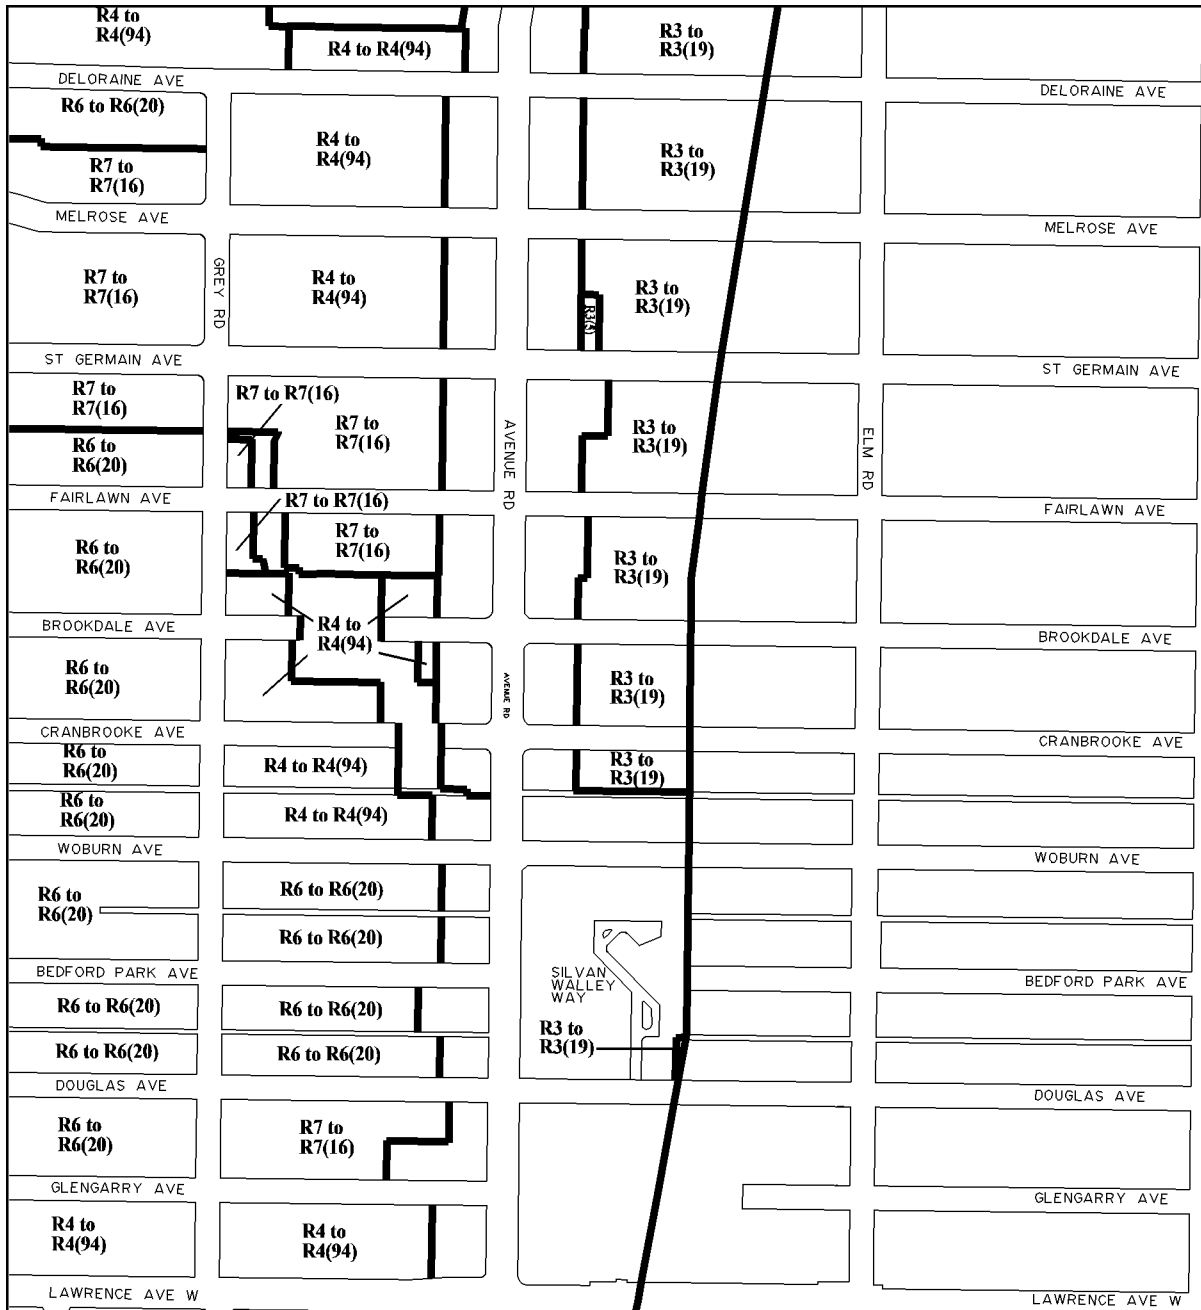 R4 to
R4(94)
R4 to R4(94)
R3 to
R3(19)
DELORAINE AVE
DELORAINE AVE
R6 to R6(20)
R4 to
R4(94)
R3 to
R3(19)
R7 to
R7(16)
MELROSE AVE
MELROSE AVE
R7 to
R7(16)
GREY RD
R4 to
R4(94)
R3 to
R3(19)
R3(5)
ST GERMAIN AVE
ST GERMAIN AVE
R7 to
R7(16)
R7 to R7(16)
R7 to
R7(16)
AVENUE RD
R3 to
R3(19)
ELM RD
R6 to
R6(20)
FAIRLAWN AVE
R7 to R7(16)
FAIRLAWN AVE
R6 to
R6(20)
R7 to
R7(16)
R3 to
R3(19)
BROOKDALE AVE
R4 to
R4(94)
BROOKDALE AVE
R6 to
R6(20)
AVENUE RD
R3 to
R3(19)
CRANBROOKE AVE
CRANBROOKE AVE
R6 to
R6(20)
R4 to R4(94)
R3 to
R3(19)
R6 to
R6(20)
R4 to R4(94)
WOBURN AVE
WOBURN AVE
R6 to
R6(20)
R6 to R6(20)
R6 to R6(20)
BEDFORD PARK AVE
SILVAN
WALLEY
WAY
BEDFORD PARK AVE
R6 to R6(20)
R6 to R6(20)
R3 to
R3(19)
R6 to R6(20)
R6 to R6(20)
DOUGLAS AVE
DOUGLAS AVE
R6 to
R6(20)
R7 to
R7(16)
GLENGARRY AVE
GLENGARRY AVE
R4 to
R4(94)
R4 to
R4(94)
LAWRENCE AVE W
LAWRENCE AVE W